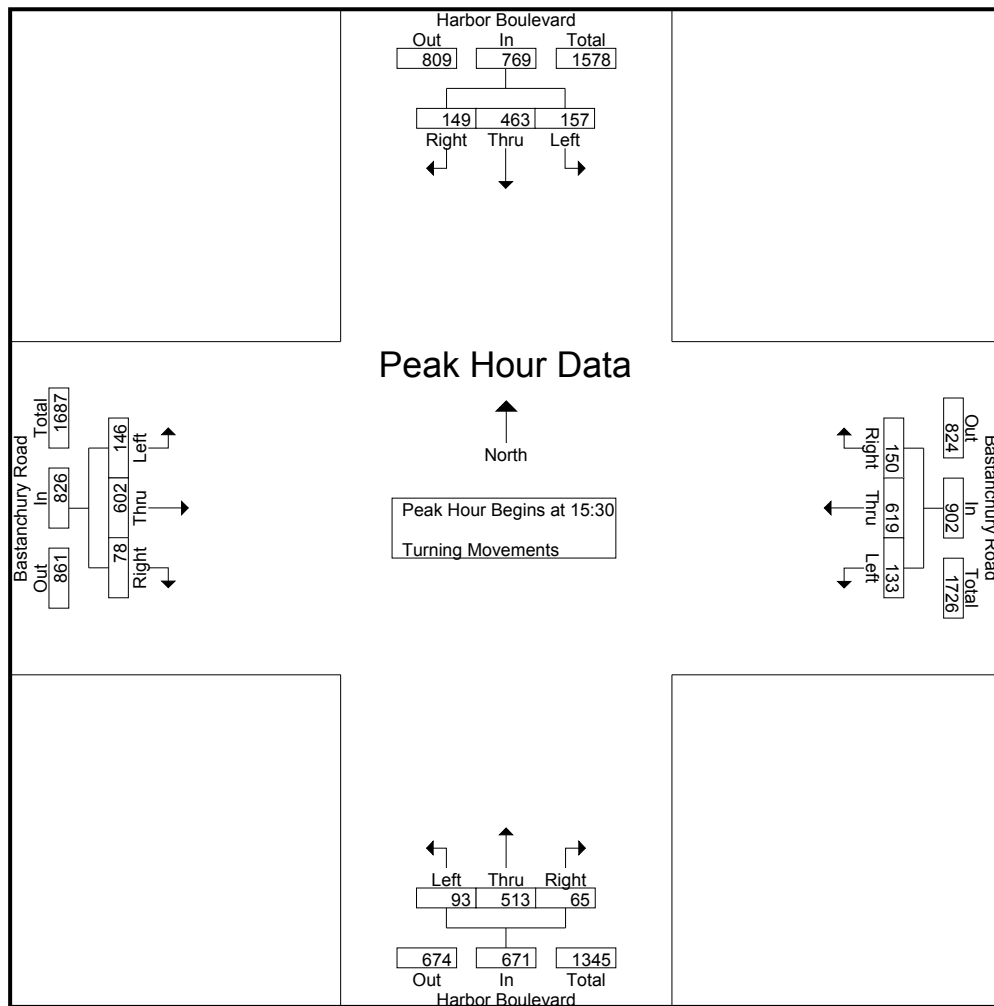 Harbor Boulevard
Out In Total
809 769 1578
149 463 157
Right Thru Left
Peak Hour Data
North
Peak Hour Begins at 15:30
Turning Movements
Bastanchury Road
Total In Out
1687 826 861
146 602 78
Left Thru Right
Bastanchury Road
Out In Total
824 902 1726
150 619 133
Right Thru Left
Left Thru Right
93 513 65
674 671 1345
Out In Total
Harbor Boulevard